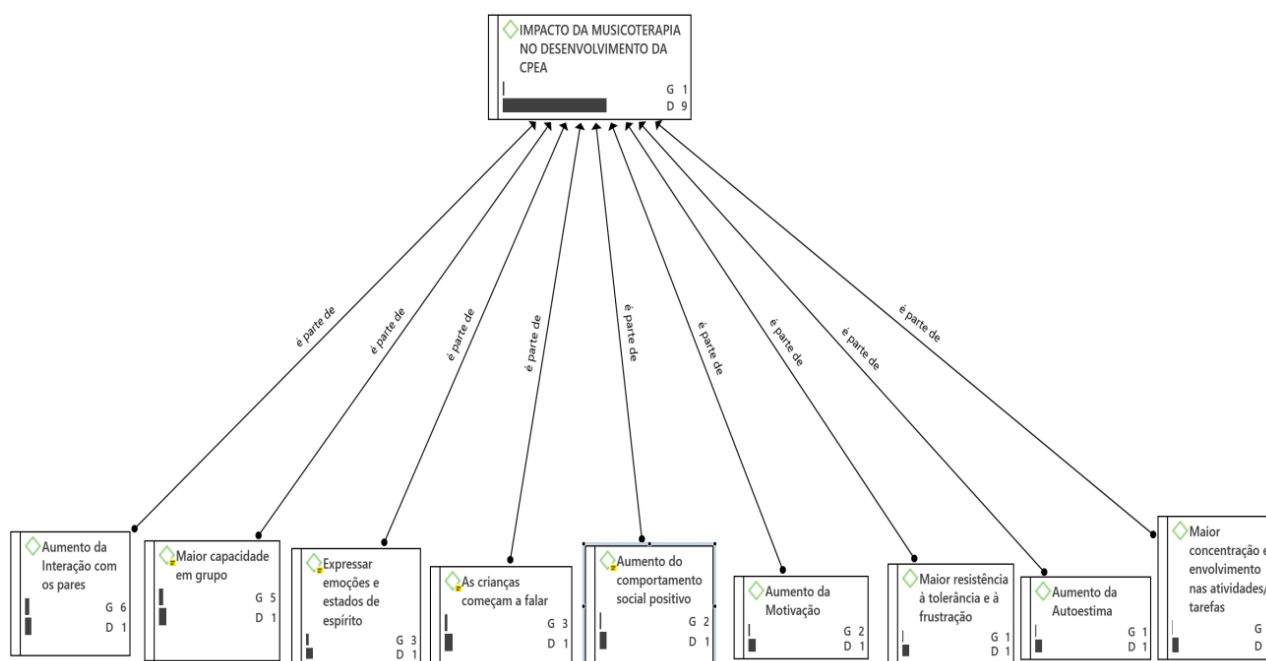 IMPACTO DA MUSICOTERAPIA
NO DESENVOLVIMENTO DA
CPEA
G 1
D 9
é parte de
é parte de
é parte de
é parte de
é parte de
é parte de
é parte de
é parte de
é parte de
Aumento da
Interação com
os pares
G 6
D 1
Maior capacidade
em grupo
G 5
D 1
Expressar
emoções e
estados de
espírito
G 3
D 1
As crianças
começam a falar
G 3
D 1
Aumento do
comportamento
social positivo
G 2
D 1
Aumento da
Motivação
G 2
D 1
Maior resistência
à tolerância e à
frustração
G 1
D 1
Aumento da
Autoestima
G 1
D 1
Maior
concentração e
envolvimento
nas atividades/
tarefas
G
D